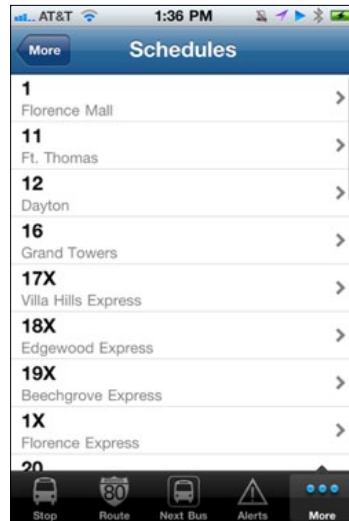 AT&T 1:36 PM
More Schedules
1
Florence Mall
11
Ft. Thomas
12
Dayton
16
Grand Towers
17X
Villa Hills Express
18X
Edgewood Express
19X
Beechgrove Express
1X
Florence Express
20
80
Stop Route Next Bus Alerts More